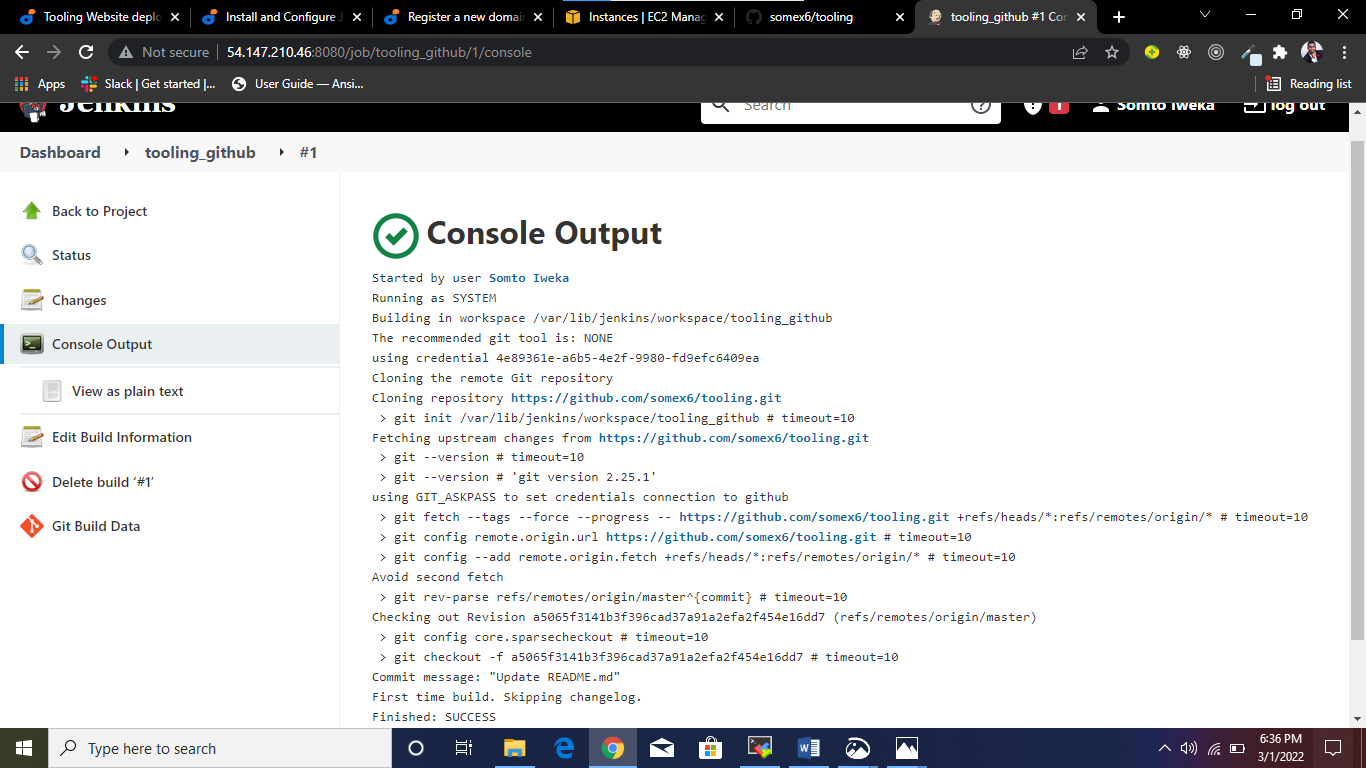 Tooling Website deplo
Install and Configure J
Register a new domai
Instances | EC2 Manag
somex6/tooling
tooling_github #1 Con
Not secure
54.147.210.46:8080/job/tooling_github/1/console
Apps
Slack | Get started |...
User Guide — Ansi...
Reading list
Jenkins
Search
1
Somto Iweka
log out
Dashboard
tooling_github
#1
Back to Project
Status
Changes
Console Output
View as plain text
Edit Build Information
Delete build ‘#1’
Git Build Data
Console Output
Started by user Somto Iweka
Running as SYSTEM
Building in workspace /var/lib/jenkins/workspace/tooling_github
The recommended git tool is: NONE
using credential 4e89361e-a6b5-4e2f-9980-fd9efc6409ea
Cloning the remote Git repository
Cloning repository https://github.com/somex6/tooling.git
> git init /var/lib/jenkins/workspace/tooling_github # timeout=10
Fetching upstream changes from https://github.com/somex6/tooling.git
> git --version # timeout=10
> git --version # 'git version 2.25.1'
using GIT_ASKPASS to set credentials connection to github
> git fetch --tags --force --progress -- https://github.com/somex6/tooling.git +refs/heads/*:refs/remotes/origin/* # timeout=10
> git config remote.origin.url https://github.com/somex6/tooling.git # timeout=10
> git config --add remote.origin.fetch +refs/heads/*:refs/remotes/origin/* # timeout=10
Avoid second fetch
> git rev-parse refs/remotes/origin/master^{commit} # timeout=10
Checking out Revision a5065f3141b3f396cad37a91a2efa2f454e16dd7 (refs/remotes/origin/master)
> git config core.sparsecheckout # timeout=10
> git checkout -f a5065f3141b3f396cad37a91a2efa2f454e16dd7 # timeout=10
Commit message: "Update README.md"
First time build. Skipping changelog.
Finished: SUCCESS
Type here to search
6:36 PM
3/1/2022